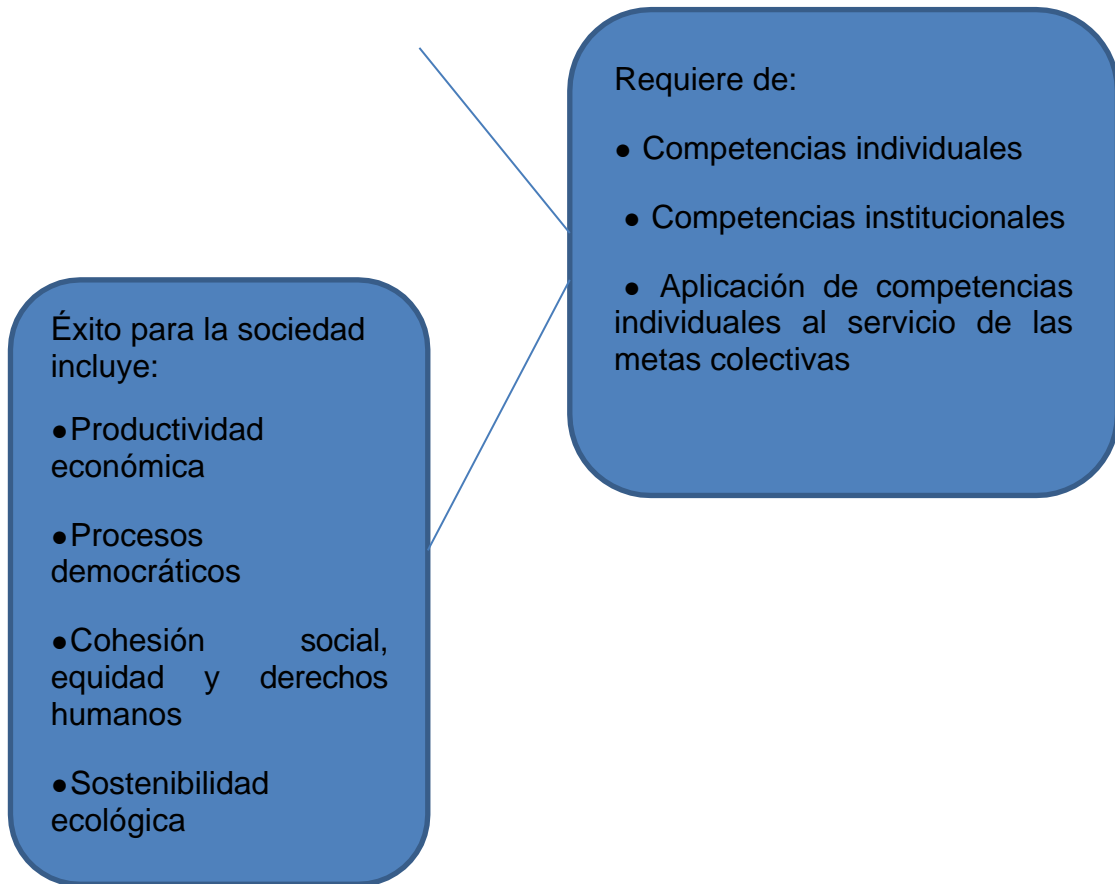 Requiere de:
● Competencias individuales
● Competencias institucionales
● Aplicación de competencias
individuales al servicio de las
metas colectivas
Éxito para la sociedad
incluye:
●Productividad
económica
●Procesos
democráticos
●Cohesión social,
equidad y derechos
humanos
●Sostenibilidad
ecológica